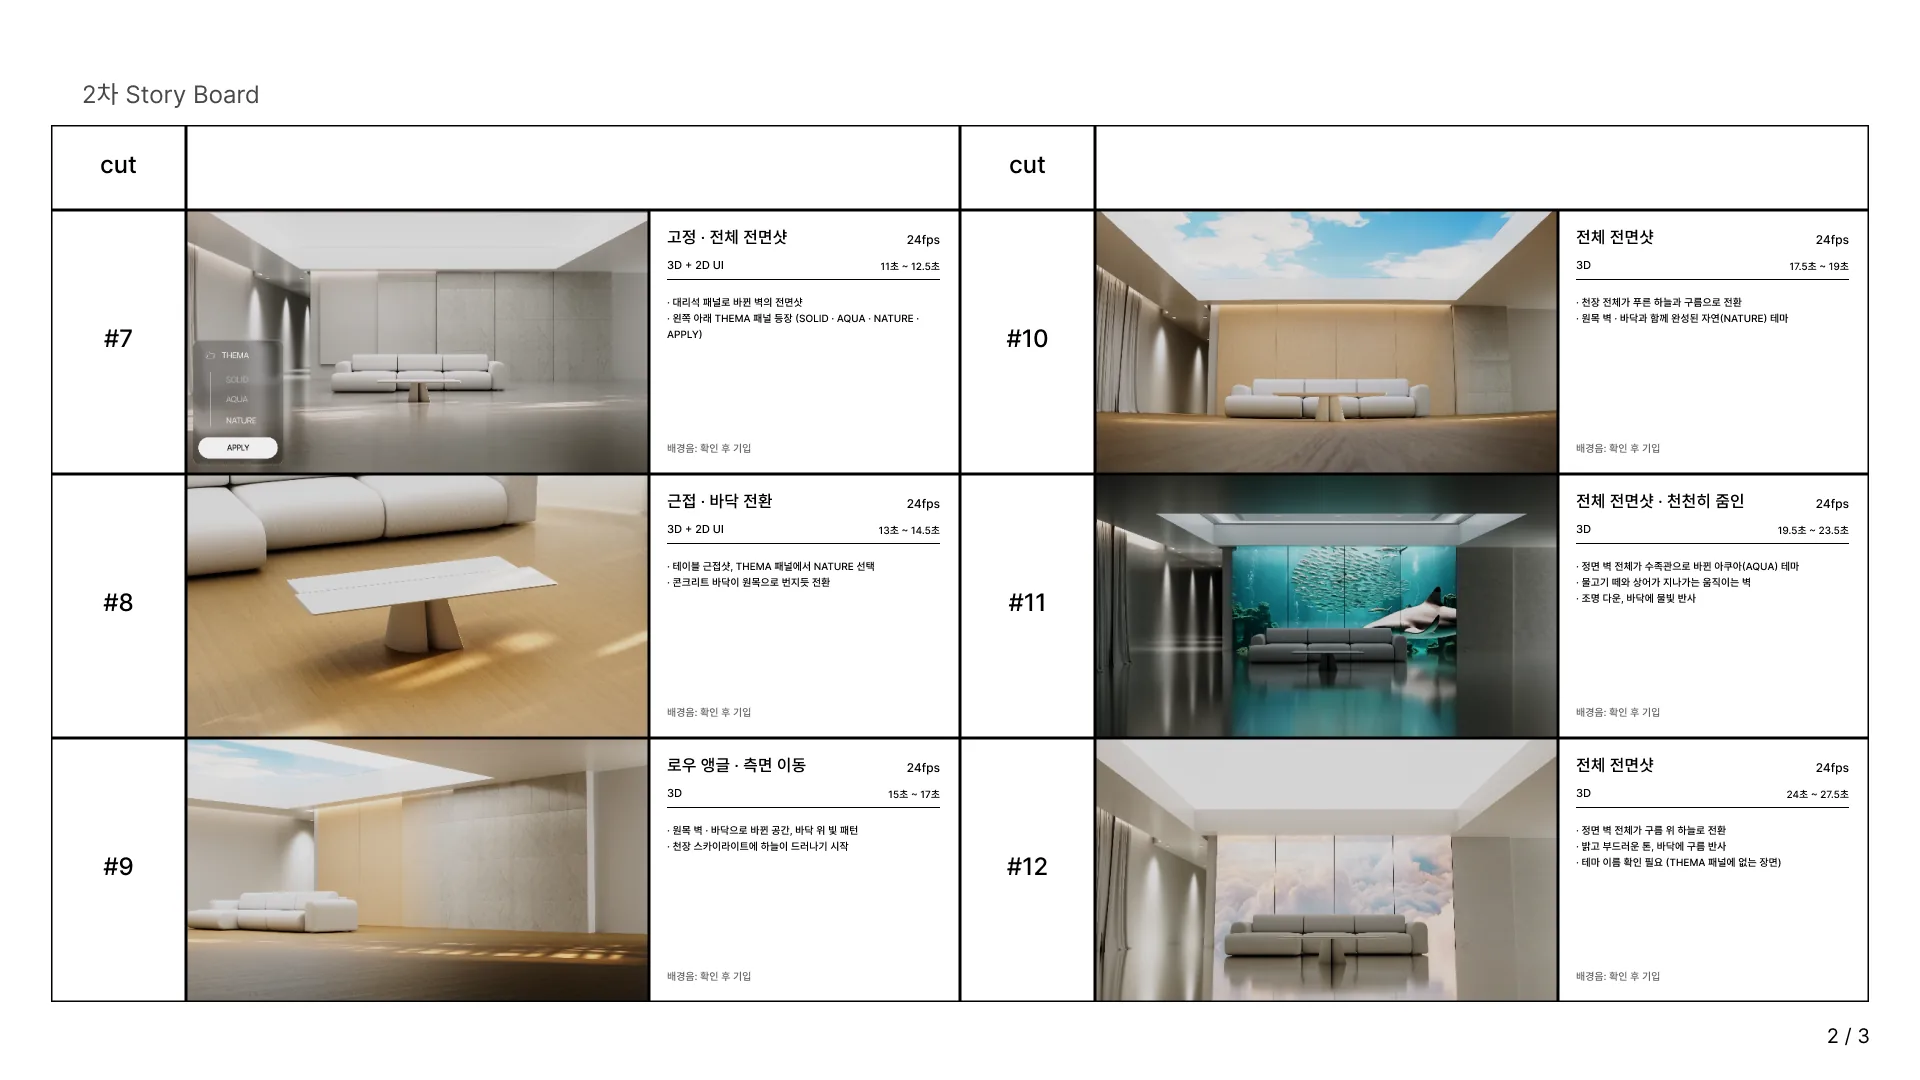 2차 Story Board
cut
cut
#7
THEMA
SOLID
AQUA
NATURE
APPLY
고정 · 전체 전면샷
24fps
3D + 2D UI
11초 ~ 12.5초
· 대리석 패널로 바뀐 벽의 전면샷
· 왼쪽 아래 THEMA 패널 등장 (SOLID · AQUA · NATURE ·
APPLY)
배경음: 확인 후 기입
#10
전체 전면샷
24fps
3D
17.5초 ~ 19초
· 천장 전체가 푸른 하늘과 구름으로 전환
· 원목 벽 · 바닥과 함께 완성된 자연(NATURE) 테마
배경음: 확인 후 기입
#8
근접 · 바닥 전환
24fps
3D + 2D UI
13초 ~ 14.5초
· 테이블 근접샷, THEMA 패널에서 NATURE 선택
· 콘크리트 바닥이 원목으로 번지듯 전환
배경음: 확인 후 기입
#11
전체 전면샷 · 천천히 줌인
24fps
3D
19.5초 ~ 23.5초
· 정면 벽 전체가 수족관으로 바뀐 아쿠아(AQUA) 테마
· 물고기 떼와 상어가 지나가는 움직이는 벽
· 조명 다운, 바닥에 물빛 반사
배경음: 확인 후 기입
#9
로우 앵글 · 측면 이동
24fps
3D
15초 ~ 17초
· 원목 벽 · 바닥으로 바뀐 공간, 바닥 위 빛 패턴
· 천장 스카이라이트에 하늘이 드러나기 시작
배경음: 확인 후 기입
#12
전체 전면샷
24fps
3D
24초 ~ 27.5초
· 정면 벽 전체가 구름 위 하늘로 전환
· 밝고 부드러운 톤, 바닥에 구름 반사
· 테마 이름 확인 필요 (THEMA 패널에 없는 장면)
배경음: 확인 후 기입
2 / 3